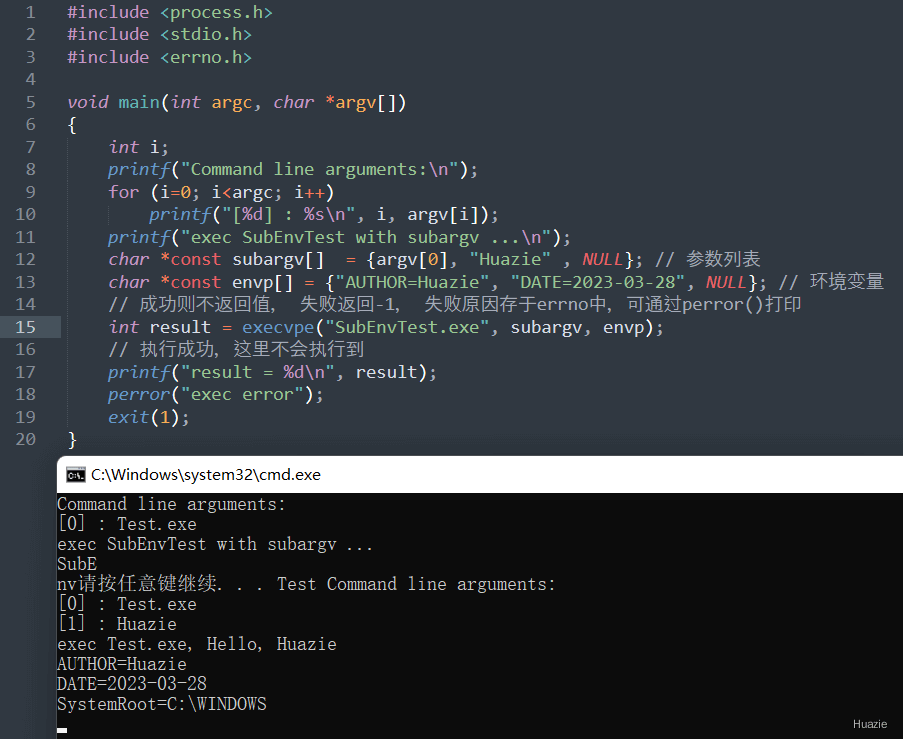 1 #include <process.h>
2 #include <stdio.h>
3 #include <errno.h>
4
5 void main(int argc, char *argv[])
6 {
7     int i;
8     printf("Command line arguments:\n");
9     for (i=0; i<argc; i++)
10         printf("[%d] : %s\n", i, argv[i]);
11     printf("exec SubEnvTest with subargv ...\n");
12     char *const subargv[]  = {argv[0], "Huazie" , NULL}; // 参数列表
13     char *const envp[] = {"AUTHOR=Huazie", "DATE=2023-03-28", NULL}; // 环境变量
14     // 成功则不返回值， 失败返回-1， 失败原因存于errno中，可通过perror()打印
15     int result = execvpe("SubEnvTest.exe", subargv, envp);
16     // 执行成功，这里不会执行到
17     printf("result = %d\n", result);
18     perror("exec error");
19     exit(1);
20 }
C:\Windows\system32\cmd.exe
Command line arguments:
[0] : Test.exe
exec SubEnvTest with subargv ...
SubE
nv请按任意键继续. . . Test Command line arguments:
[0] : Test.exe
[1] : Huazie
exec Test.exe, Hello, Huazie
AUTHOR=Huazie
DATE=2023-03-28
SystemRoot=C:\WINDOWS
Huazie